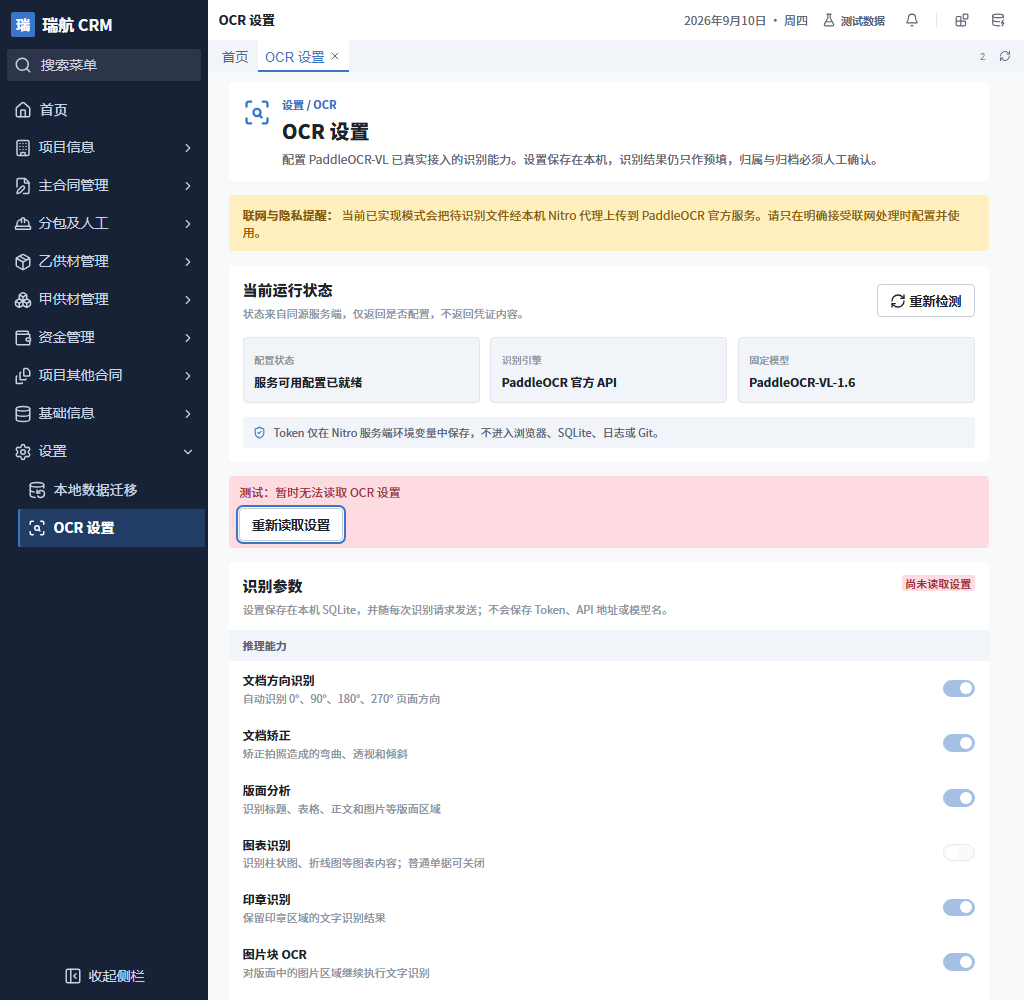 瑞 瑞航 CRM
搜索菜单
首页
项目信息
主合同管理
分包及人工
乙供材管理
甲供材管理
资金管理
项目其他合同
基础信息
设置
本地数据迁移
OCR 设置
收起侧栏
OCR 设置
2026年9月10日 · 周四 测试数据
首页 OCR 设置 × 2
设置 / OCR
OCR 设置
配置 PaddleOCR-VL 已真实接入的识别能力。设置保存在本机，识别结果仍只作预填，归属与归档必须人工确认。
联网与隐私提醒： 当前已实现模式会把待识别文件经本机 Nitro 代理上传到 PaddleOCR 官方服务。请只在明确接受联网处理时配置并使
用。
当前运行状态
状态来自同源服务端，仅返回是否配置，不返回凭证内容。
重新检测
配置状态
服务可用配置已就绪
识别引擎
PaddleOCR 官方 API
固定模型
PaddleOCR-VL-1.6
Token 仅在 Nitro 服务端环境变量中保存，不进入浏览器、SQLite、日志或 Git。
测试：暂时无法读取 OCR 设置
重新读取设置
识别参数
尚未读取设置
设置保存在本机 SQLite，并随每次识别请求发送；不会保存 Token、API 地址或模型名。
推理能力
文档方向识别
自动识别 0°、90°、180°、270° 页面方向
文档矫正
矫正拍照造成的弯曲、透视和倾斜
版面分析
识别标题、表格、正文和图片等版面区域
图表识别
识别柱状图、折线图等图表内容；普通单据可关闭
印章识别
保留印章区域的文字识别结果
图片块 OCR
对版面中的图片区域继续执行文字识别